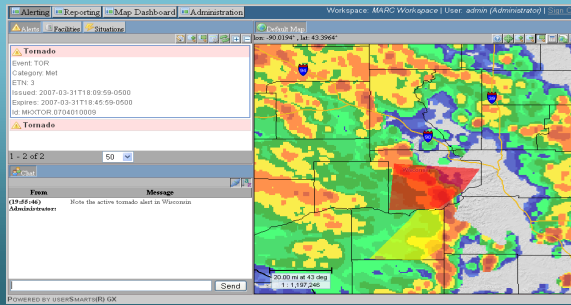 Alerting Reporting Map Dashboard Administration
Workspace: MARC Workspace | User: admin (Administrator) | Sign O
Alerts Facilities Situations
Default Map
lon: -90.0194°, lat: 43.3964°
Tornado
Event: TOR
Category: Met
ETN: 3
Issued: 2007-03-31T18:09:59-0500
Expires: 2007-03-31T18:45:59-0500
Id: MKXTOR.0704010009
Tornado
1 - 2 of 2
50
Chat
From Message
(19:55:46) Note the active tornado alert in Wisconsin
Administrator:
Send
20.00 mi at 43 deg
1 : 1,197,246
POWERED BY USERSMARTS(R) GX